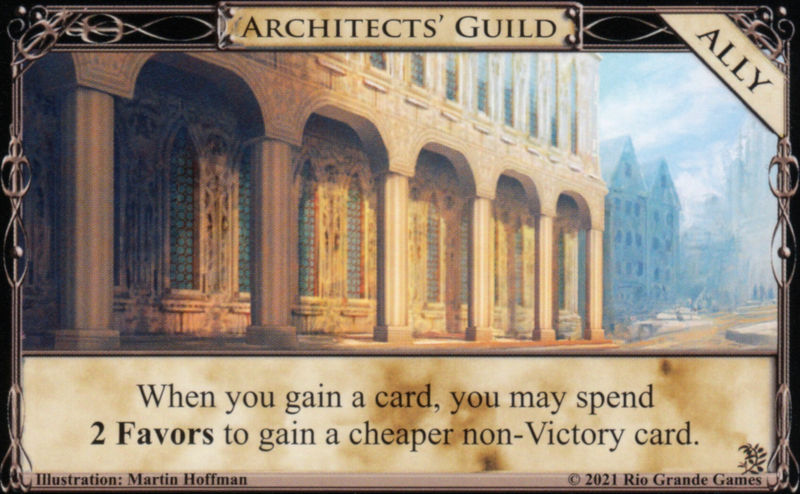 ARCHITECTS' GUILD
ALLY
When you gain a card, you may spend
2 Favors to gain a cheaper non-Victory card.
Illustration: Martin Hoffman
© 2021 Rio Grande Games